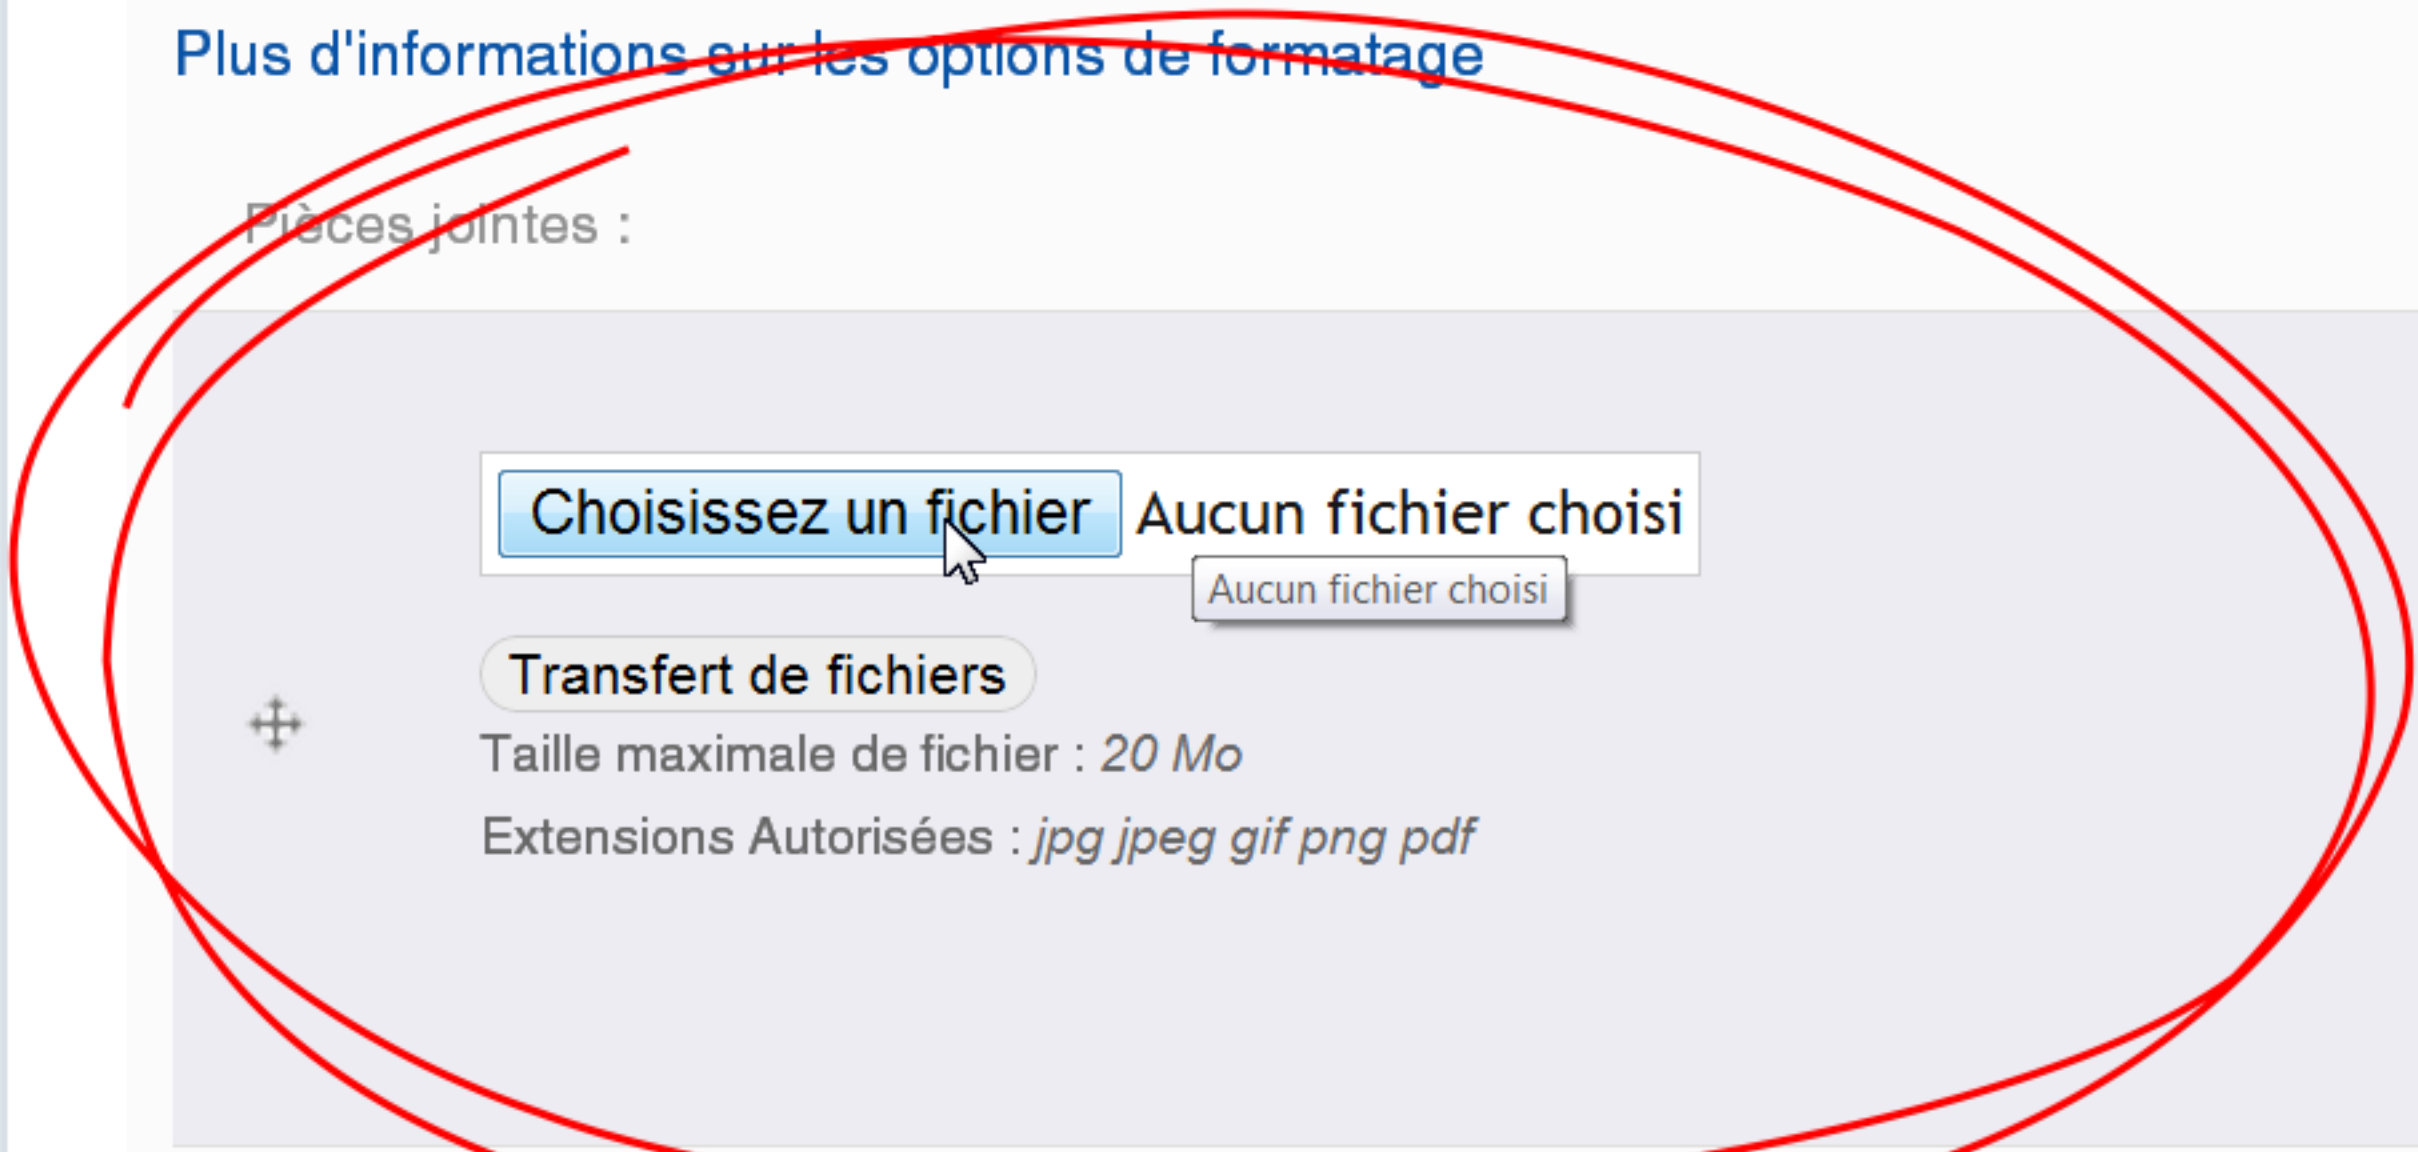 Plus d'informations sur les options de formatage
Pièces jointes :
Choisissez un fichier Aucun fichier choisi
Aucun fichier choisi
Transfert de fichiers
Taille maximale de fichier : 20 Mo
Extensions Autorisées : jpg jpeg gif png pdf